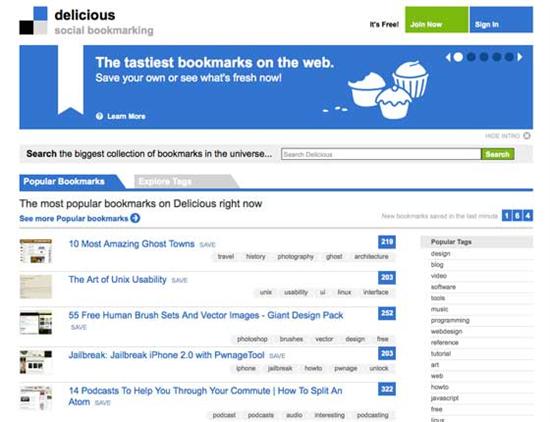 delicious
social bookmarking
It's Free!
Join Now
Sign In
The tastiest bookmarks on the web.
Save your own or see what's fresh now!
Learn More
HIDE INTRO
Search the biggest collection of bookmarks in the universe...
Search Delicious
Search
Popular Bookmarks
Explore Tags
The most popular bookmarks on Delicious right now
See more Popular bookmarks
New bookmarks saved in the last minute 1 6 4
10 Most Amazing Ghost Towns SAVE 219
travel history photography ghost architecture
The Art of Unix Usability SAVE 203
unix usability ui linux interface
55 Free Human Brush Sets And Vector Images - Giant Design Pack 252
SAVE
photoshop brushes vector design free
Jailbreak: Jailbreak iPhone 2.0 with PwnageTool SAVE 203
iphone jailbreak howto pwnage unlock
14 Podcasts To Help You Through Your Commute | How To Split An 322
Atom SAVE
podcast podcasts audio interesting podcasting
Popular Tags
design
blog
video
software
tools
music
programming
webdesign
reference
tutorial
art
web
howto
javascript
free
linux